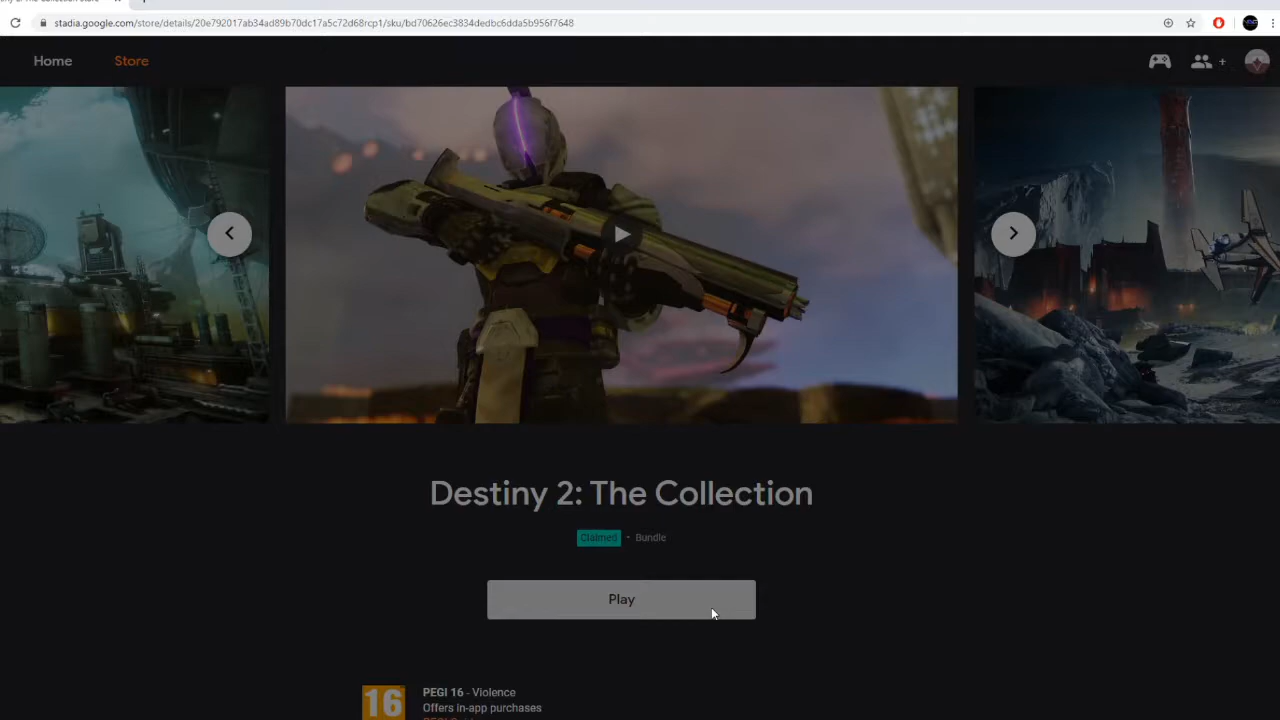 stadia.google.com/store/details/20e792017ab34ad89b70dc17a5c72d68rcp1/sku/bd70626ec3834dedbc6dda5b956f7648
Home
Store
+
Destiny 2: The Collection
Claimed • Bundle
Play
16
PEGI 16 - Violence
Offers in-app purchases